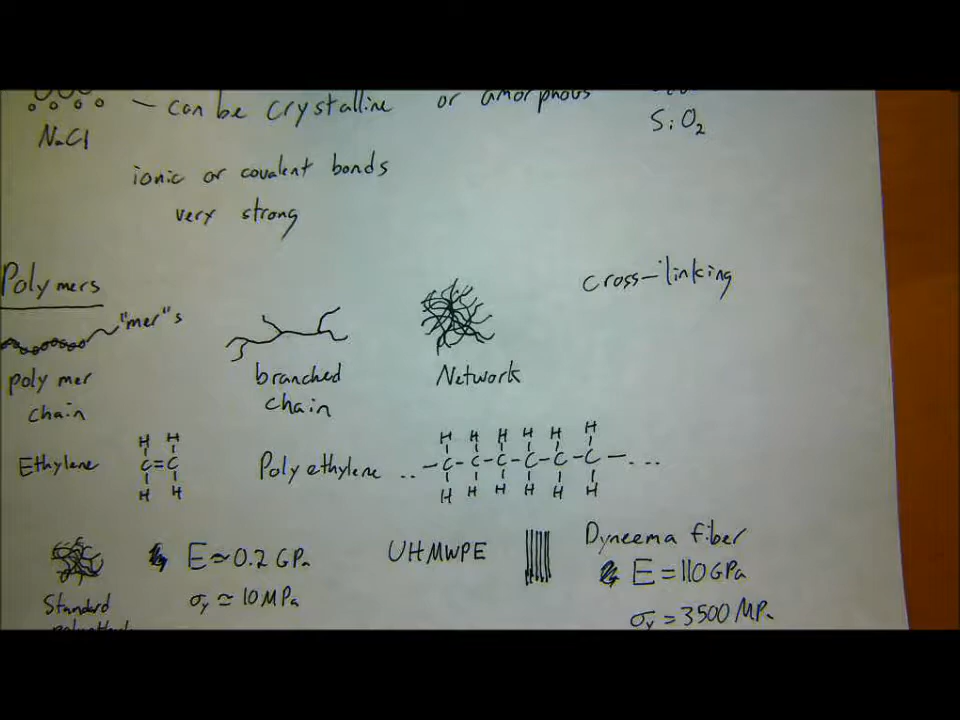 — can be crystalline or amorphous
NaCl
SiO₂
ionic or covalent bonds
very strong
Polymers
cross-linking
"mer"s
polymer chain
branched chain
Network
Ethylene
H H
C=C
H H
Polyethylene
H H H H H H
.. —C—C—C—C—C—C— ...
H H H H H H
E ≈ 0.2 GPa
UHMWPE
Dyneema fiber
E = 110 GPa
Standard
σy ≃ 10 MPa
σy = 3500 MPa